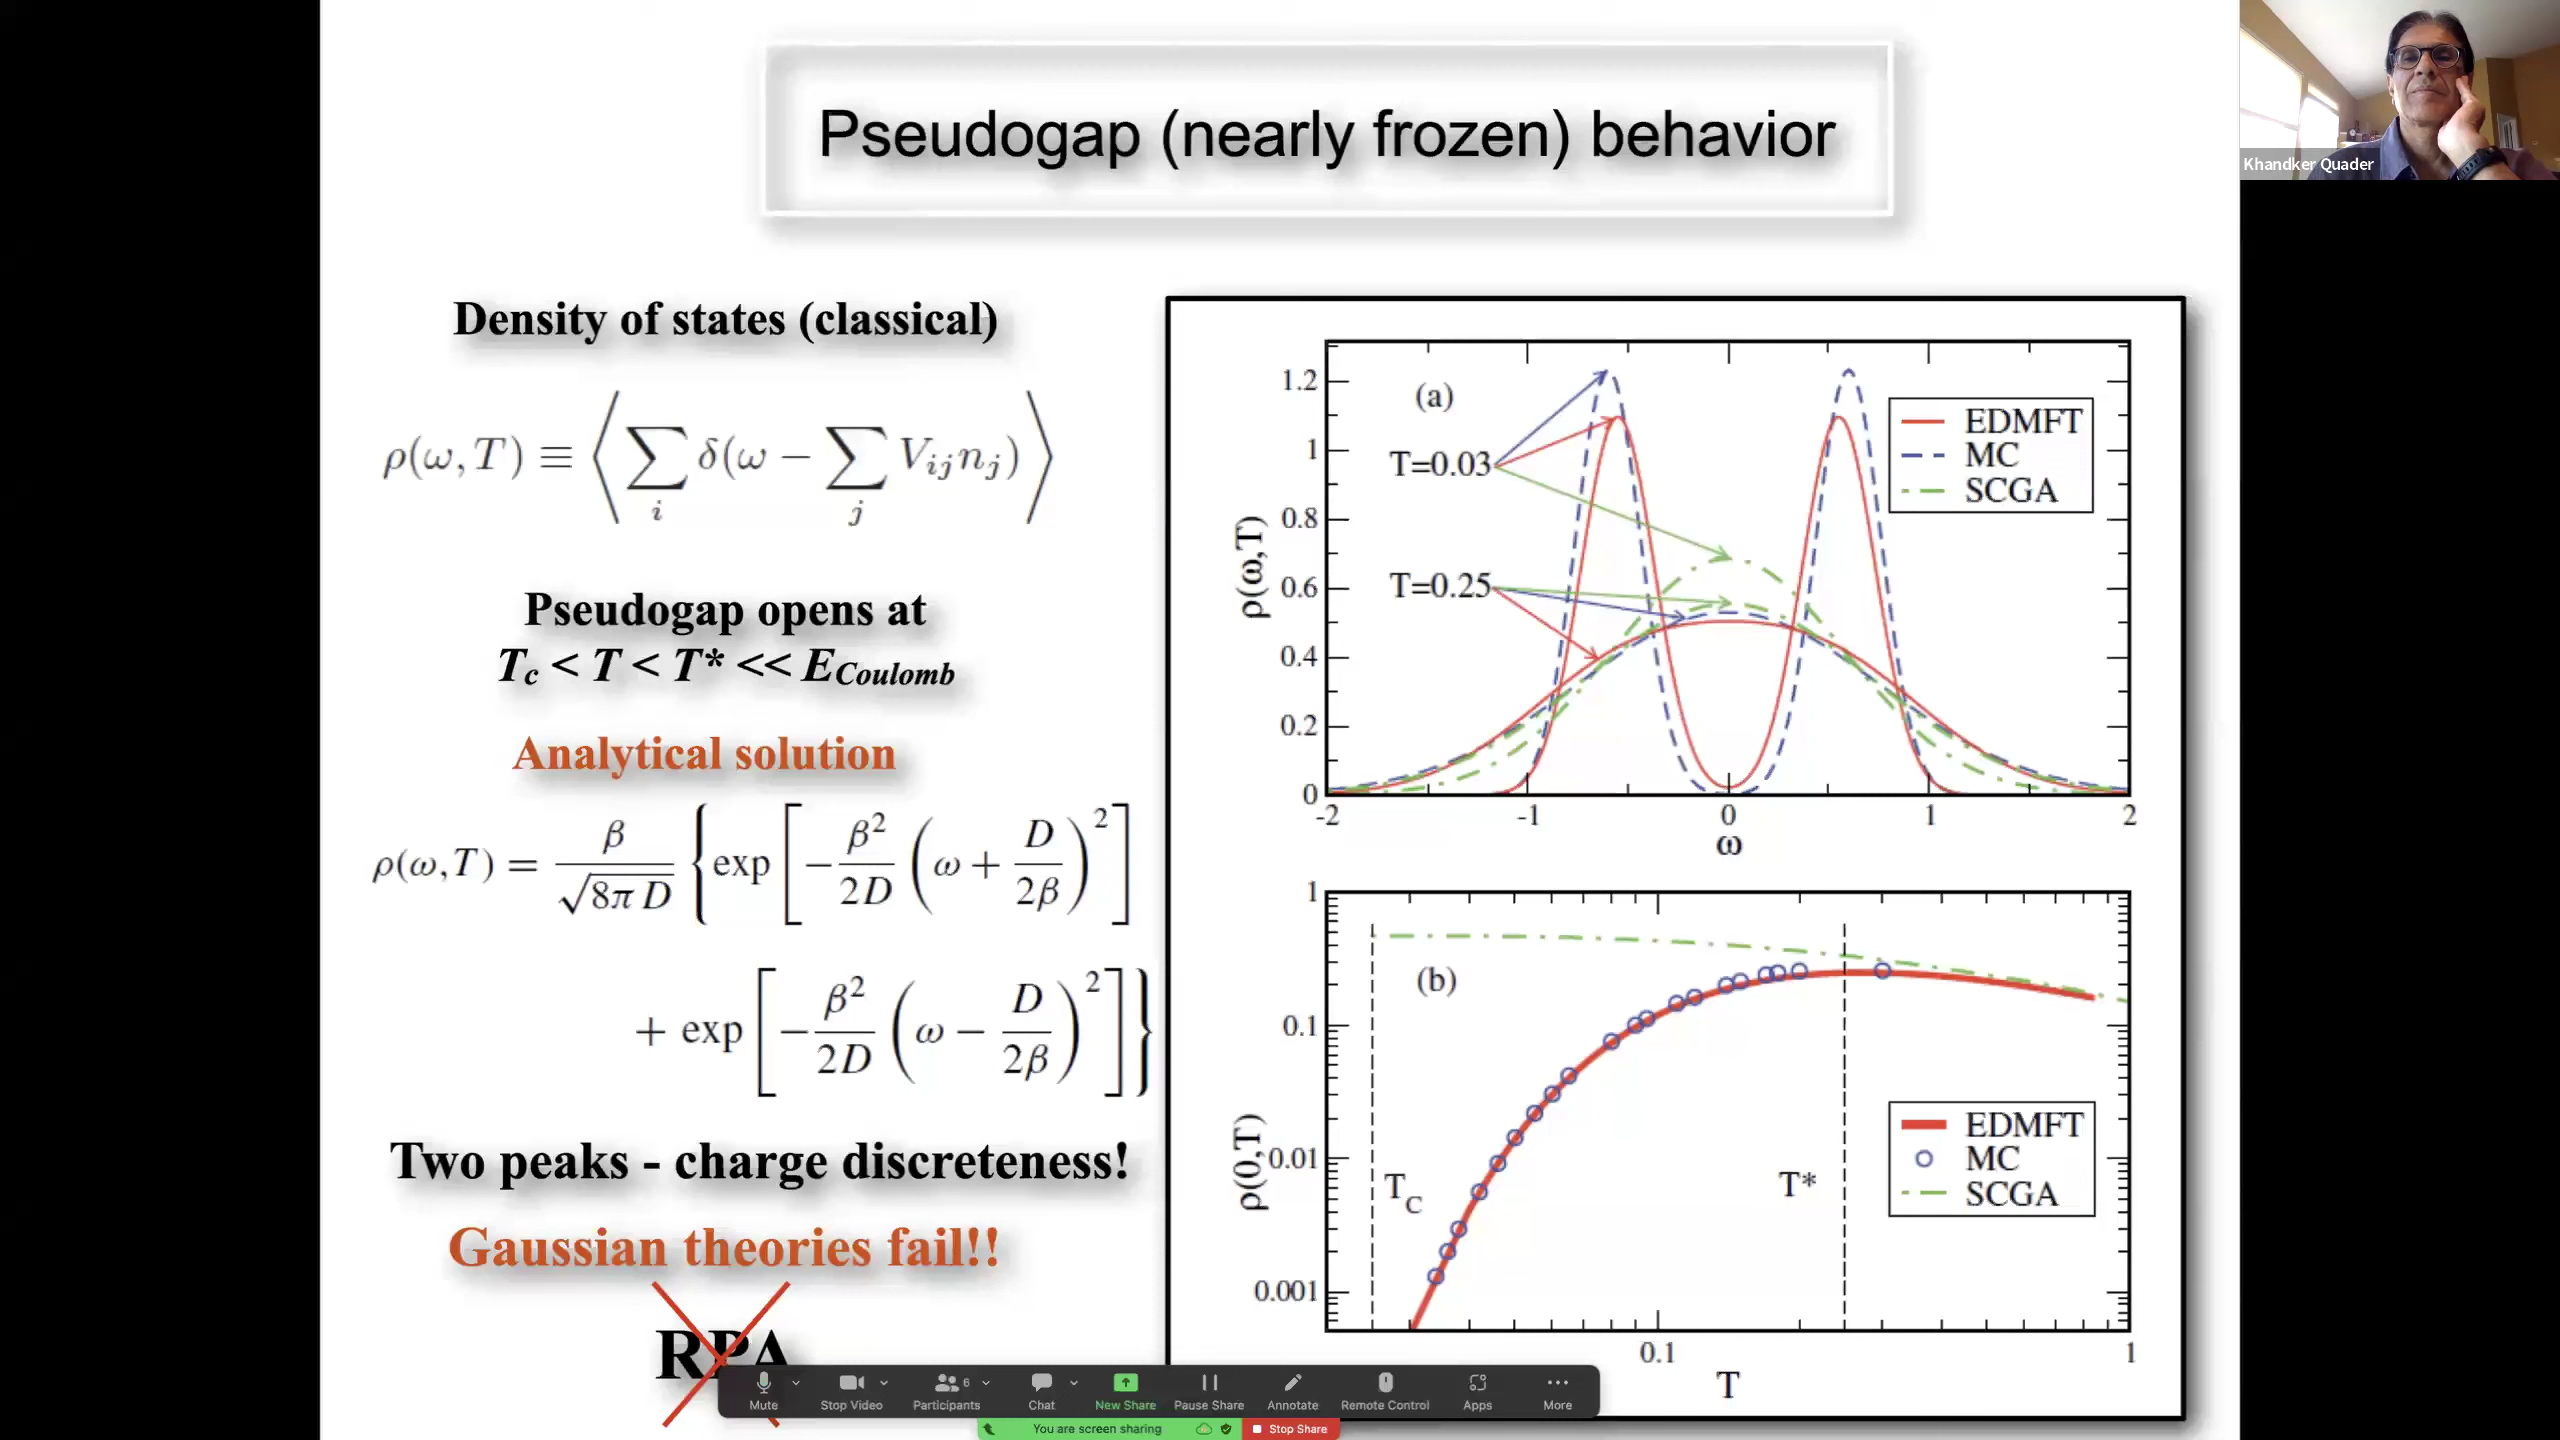 Pseudogap (nearly frozen) behavior
Khandker Quader
Density of states (classical)
ρ(ω,T) ≡ ⟨ ∑_i δ(ω − ∑_j V_{ij} n_j) ⟩
Pseudogap opens at
T_c < T < T* << E_Coulomb
Analytical solution
ρ(ω,T) = β/√(8π D) { exp [ − β²/2D ( ω + D/2β )² ]
+ exp [ − β²/2D ( ω − D/2β )² ] }
Two peaks - charge discreteness!
Gaussian theories fail!!
RPA
(a)
EDMFT
MC
SCGA
T=0.03
T=0.25
ρ(ω,T)
1.2
1
0.8
0.6
0.4
0.2
0
-2 -1 0 1 2
ω
(b)
EDMFT
MC
SCGA
T_C
T*
ρ(0,T)
1
0.1
0.01
0.001
0.1 1
T
Mute
Stop Video
6
Participants
Chat
New Share
Pause Share
Annotate
Remote Control
Apps
More
You are screen sharing
Stop Share